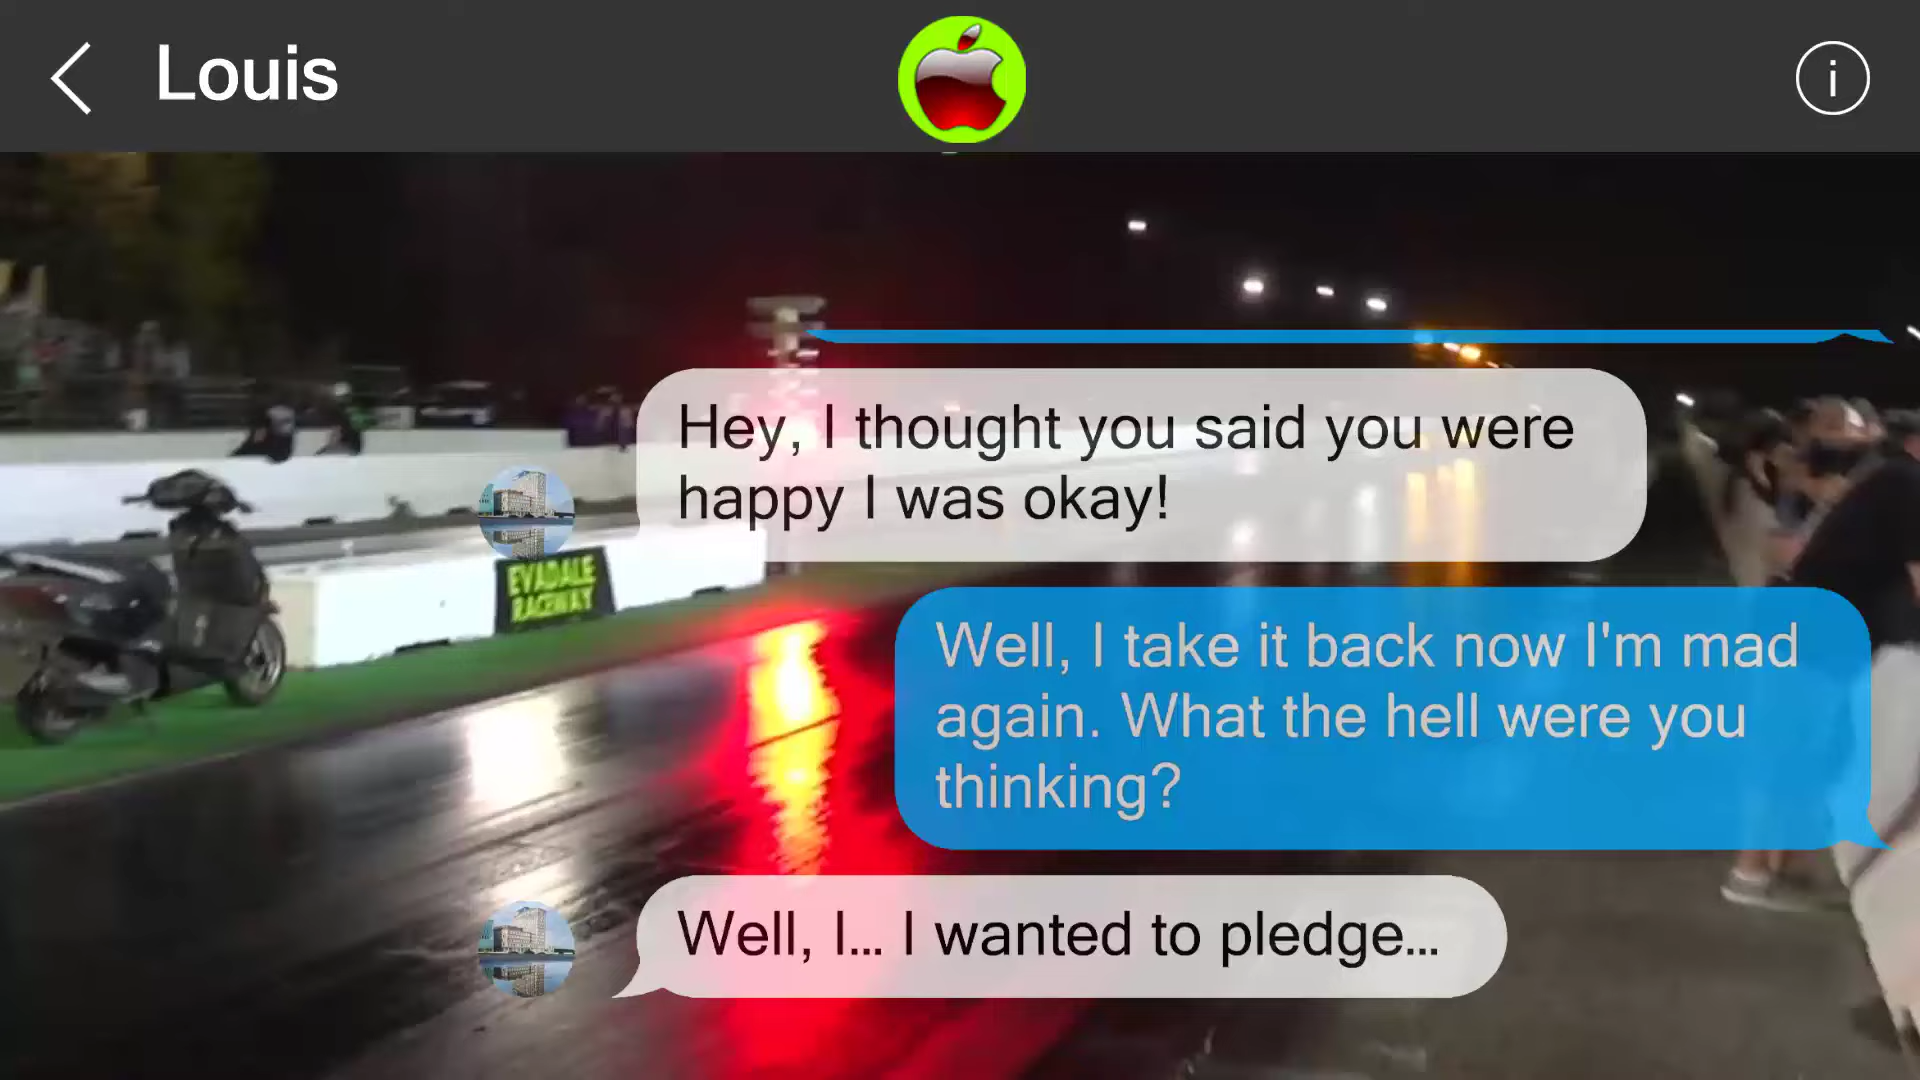 Louis
i
Hey, I thought you said you were
happy I was okay!
EVADALE
RACEWAY
Well, I take it back now I'm mad
again. What the hell were you
thinking?
Well, I... I wanted to pledge...